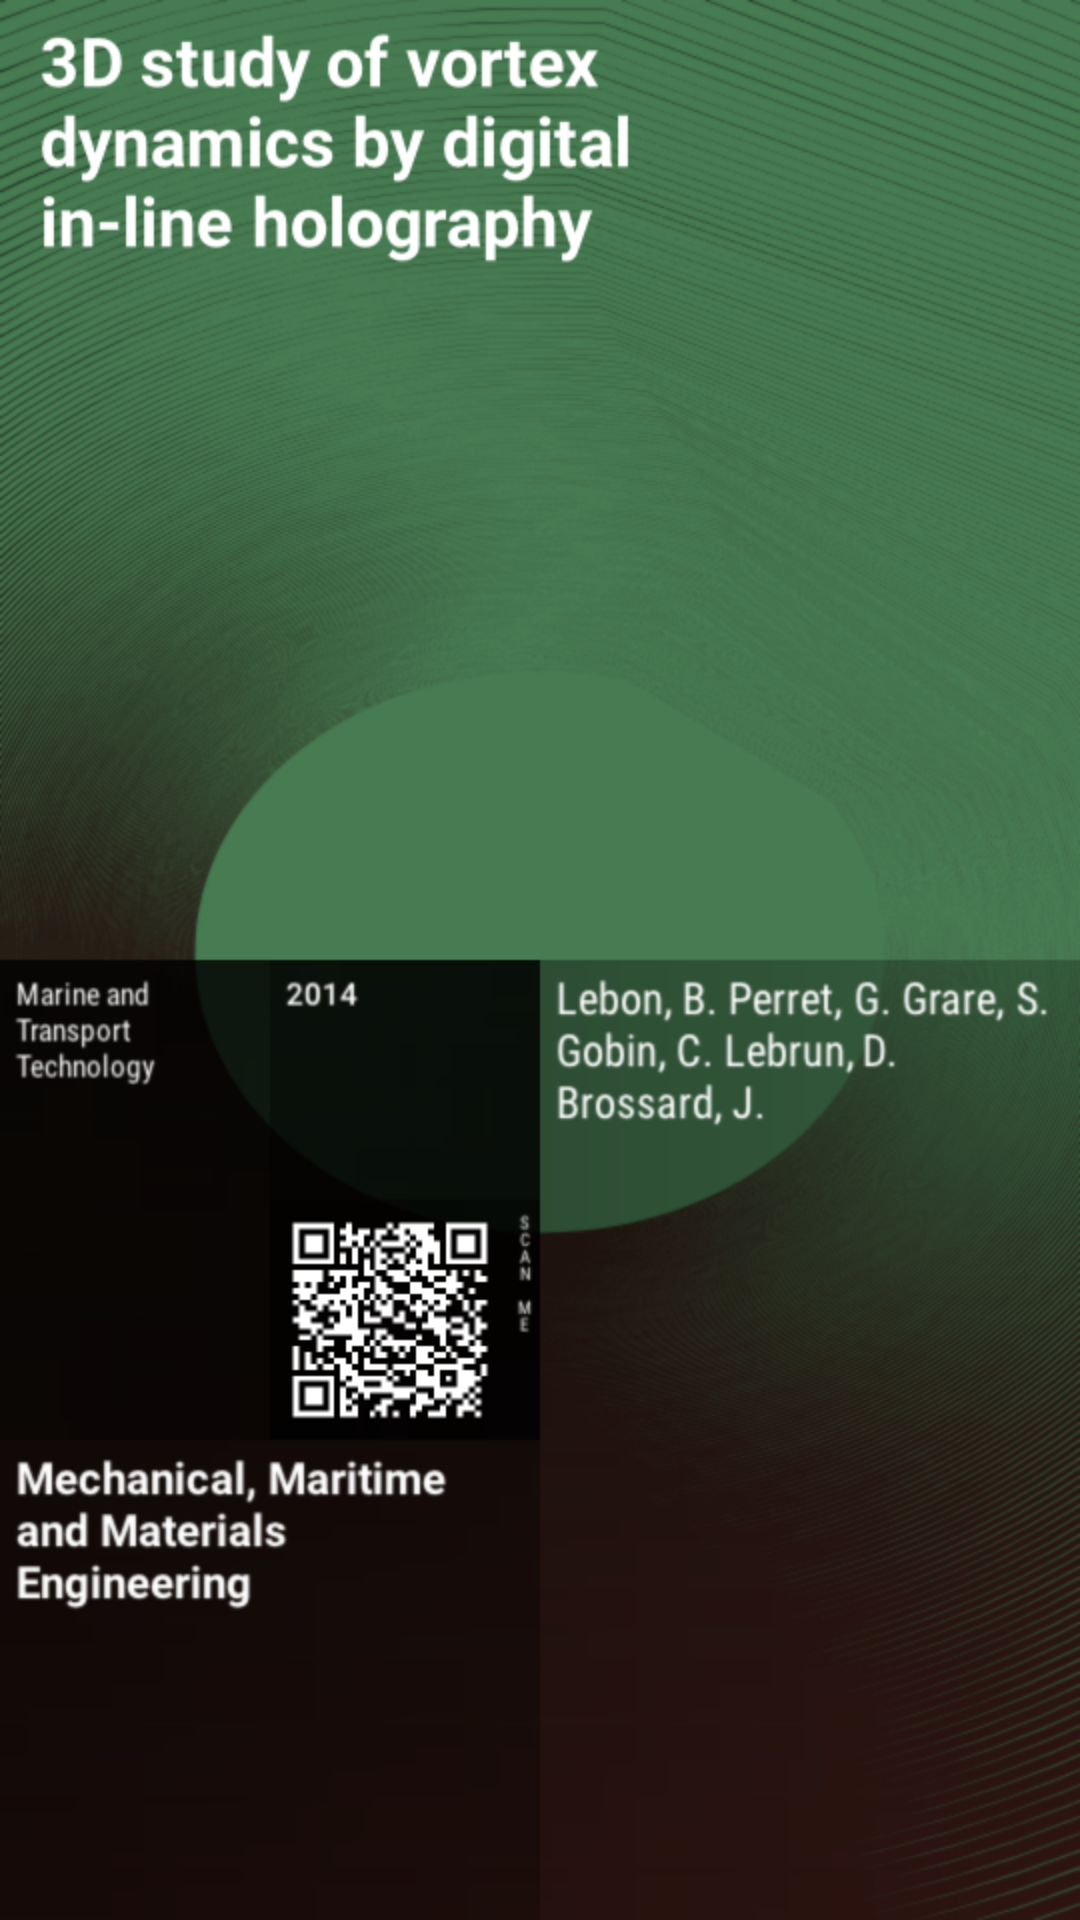 3D study of vortex
dynamics by digital
in-line holography
Marine and
Transport
Technology
2014
Lebon, B. Perret, G. Grare, S.
Gobin, C. Lebrun, D.
Brossard, J.
SCAN ME
Mechanical, Maritime
and Materials
Engineering